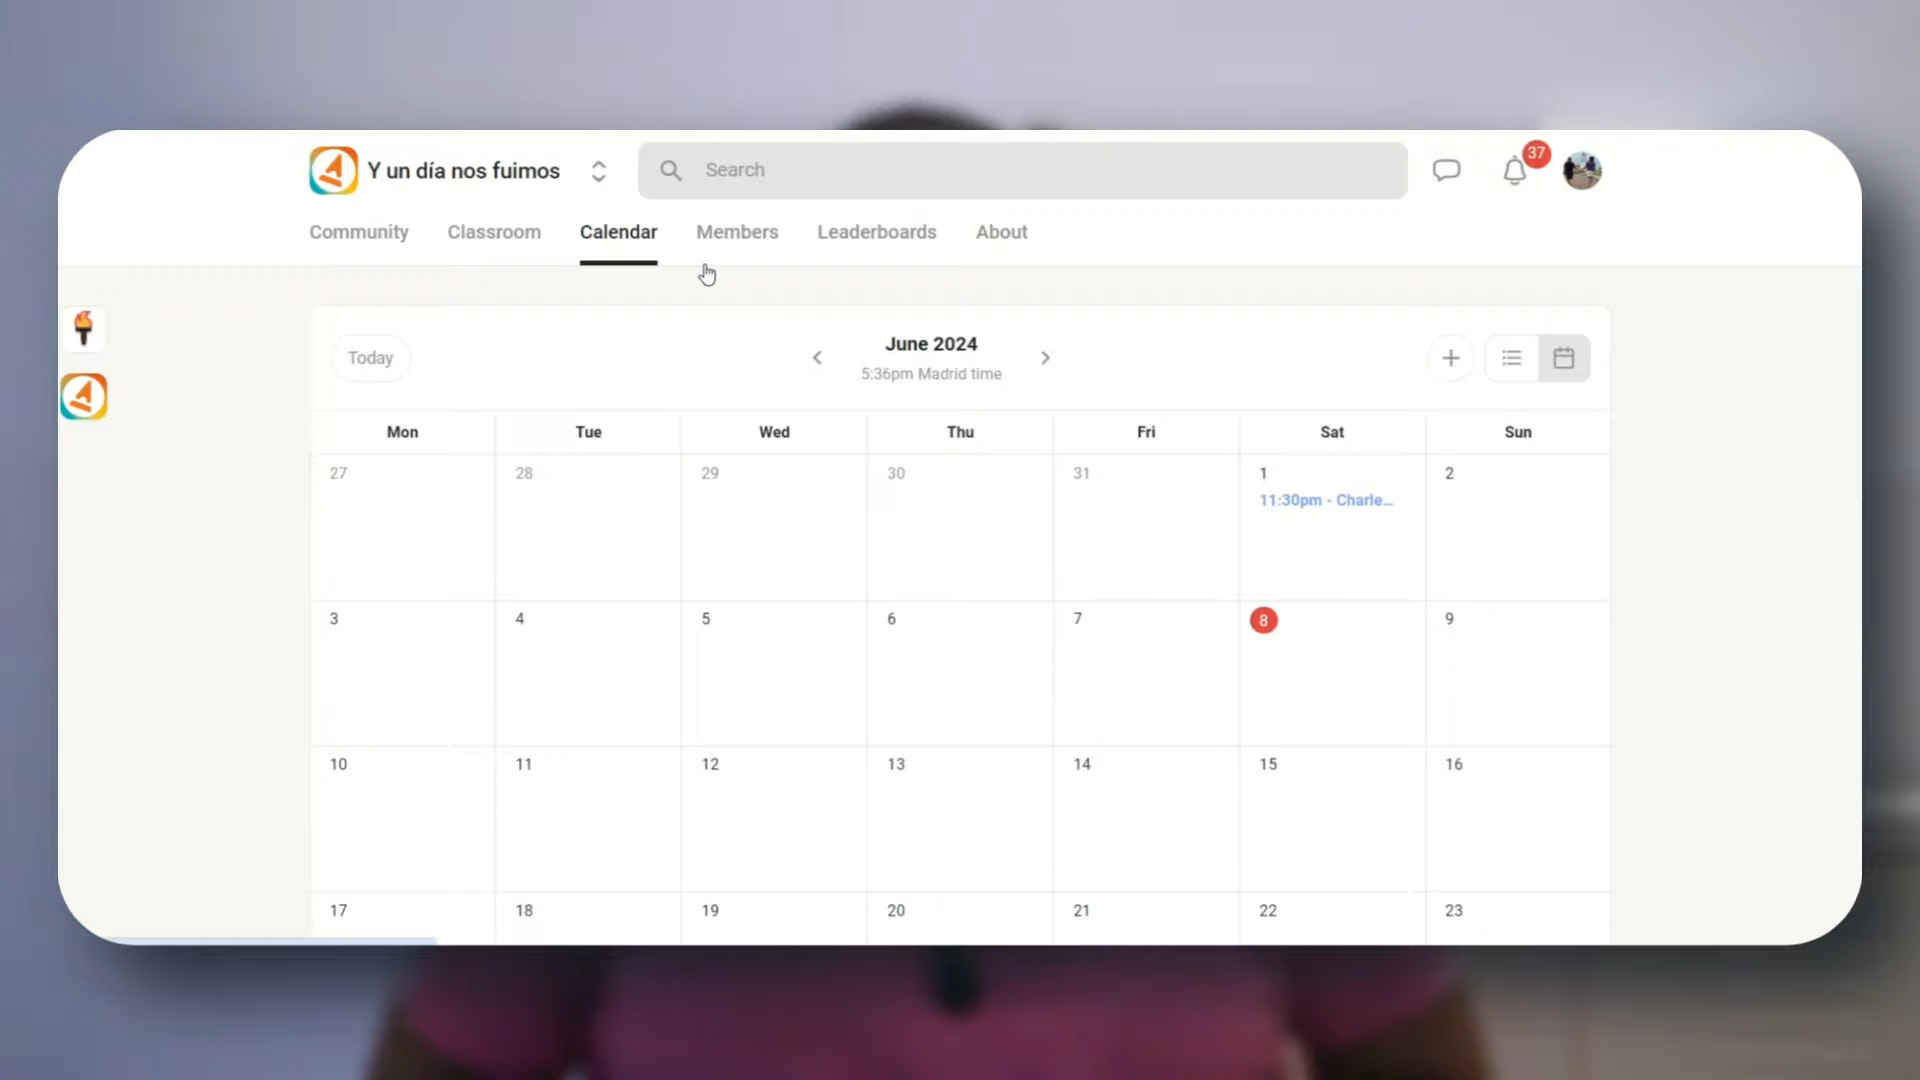 Y un día nos fuimos
Search
37
Community Classroom Calendar Members Leaderboards About
Today
June 2024
5:36pm Madrid time
Mon Tue Wed Thu Fri Sat Sun
27 28 29 30 31 1 2
11:30pm - Charle...
3 4 5 6 7 8 9
10 11 12 13 14 15 16
17 18 19 20 21 22 23